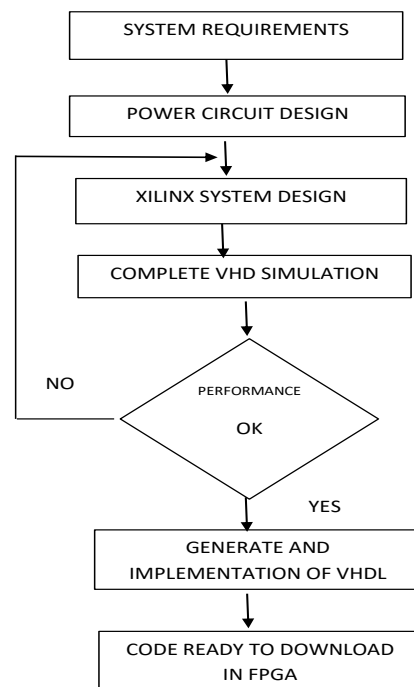 SYSTEM REQUIREMENTS
POWER CIRCUIT DESIGN
XILINX SYSTEM DESIGN
COMPLETE VHD SIMULATION
PERFORMANCE
OK
NO
YES
GENERATE AND
IMPLEMENTATION OF VHDL
CODE READY TO DOWNLOAD
IN FPGA